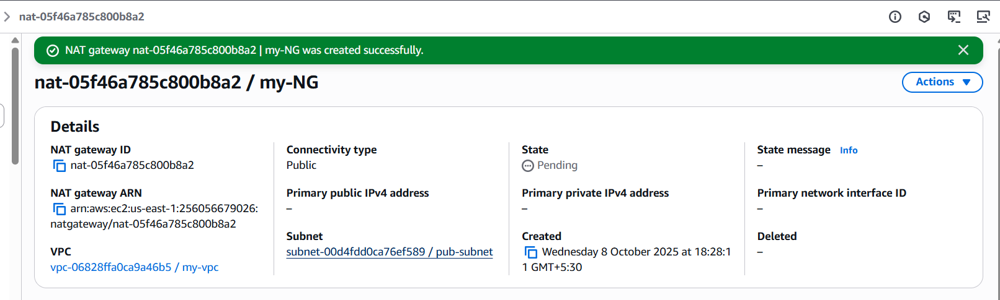 nat-05f46a785c800b8a2
NAT gateway nat-05f46a785c800b8a2 | my-NG was created successfully.
nat-05f46a785c800b8a2 / my-NG
Actions
Details
NAT gateway ID
nat-05f46a785c800b8a2
NAT gateway ARN
arn:aws:ec2:us-east-1:256056679026:
natgateway/nat-05f46a785c800b8a2
VPC
vpc-06828ffa0ca9a46b5 / my-vpc
Connectivity type
Public
Primary public IPv4 address
–
Subnet
subnet-00d4fdd0ca76ef589 / pub-subnet
State
Pending
Primary private IPv4 address
–
Created
Wednesday 8 October 2025 at 18:28:1
1 GMT+5:30
State message Info
–
Primary network interface ID
–
Deleted
–